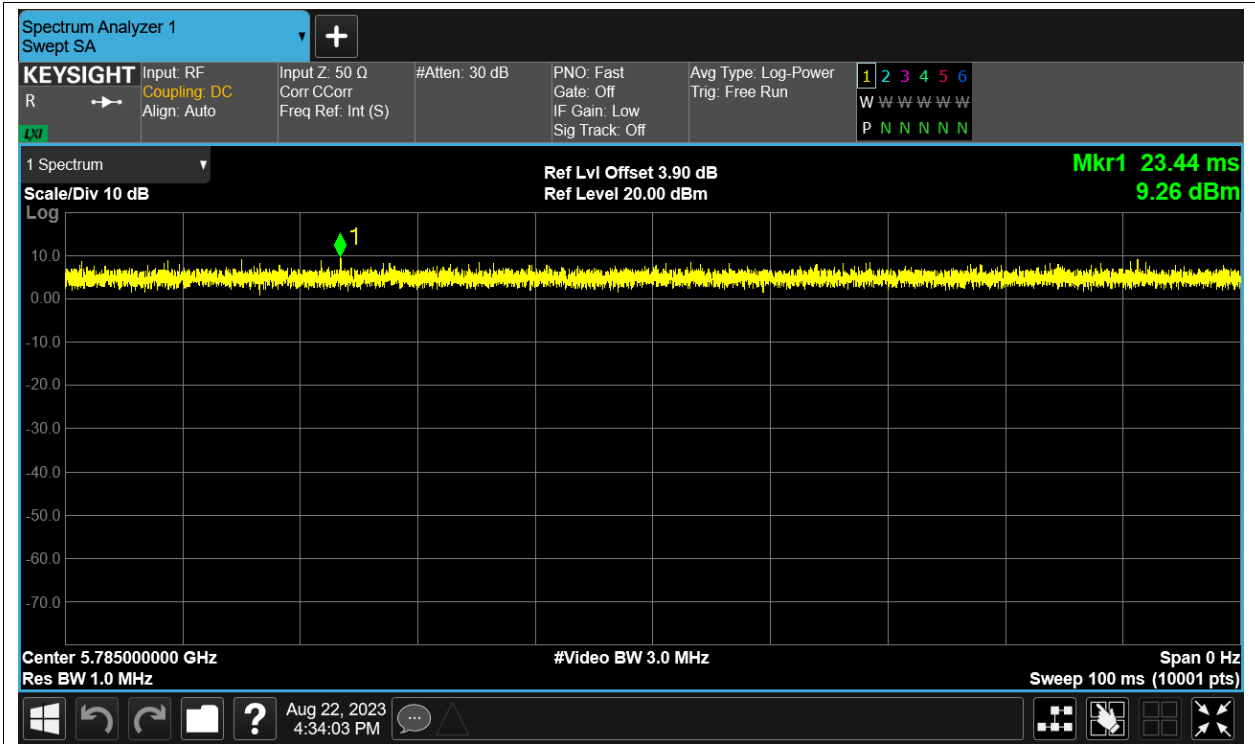 Spectrum Analyzer 1
Swept SA
KEYSIGHT
R
LXI
Input: RF
Coupling: DC
Align: Auto
Input Z: 50 Ω
Corr CCorr
Freq Ref: Int (S)
#Atten: 30 dB
PNO: Fast
Gate: Off
IF Gain: Low
Sig Track: Off
Avg Type: Log-Power
Trig: Free Run
1 2 3 4 5 6
W W W W W W
P N N N N N
1 Spectrum
Scale/Div 10 dB
Log
Ref Lvl Offset 3.90 dB
Ref Level 20.00 dBm
Mkr1 23.44 ms
9.26 dBm
1
10.0
0.00
-10.0
-20.0
-30.0
-40.0
-50.0
-60.0
-70.0
Center 5.785000000 GHz
Res BW 1.0 MHz
#Video BW 3.0 MHz
Span 0 Hz
Sweep 100 ms (10001 pts)
?
Aug 22, 2023
4:34:03 PM